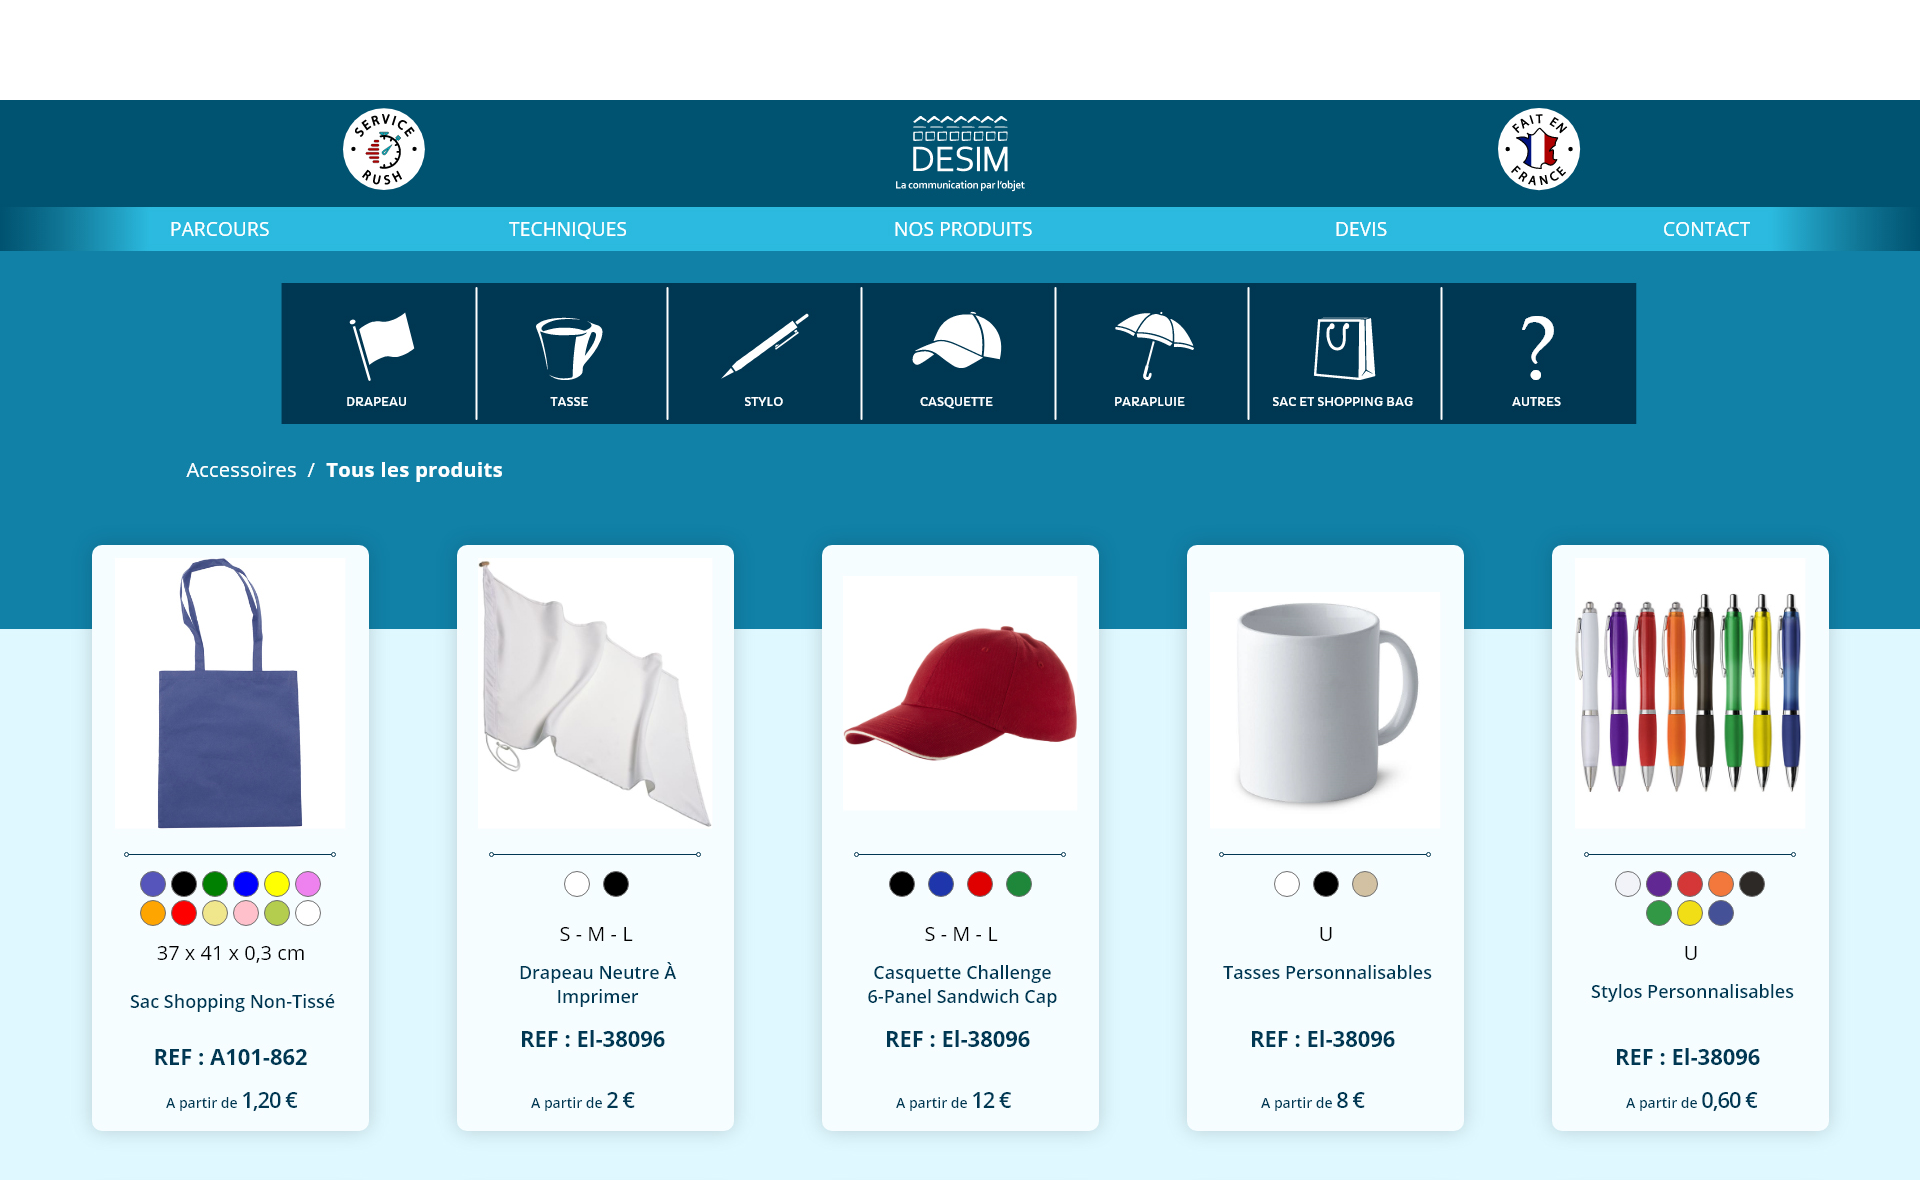 SERVICE
RUSH
DESIM
La communication par l'objet
FAIT EN
FRANCE
PARCOURS
TECHNIQUES
NOS PRODUITS
DEVIS
CONTACT
DRAPEAU
TASSE
STYLO
CASQUETTE
PARAPLUIE
SAC ET SHOPPING BAG
?
AUTRES
Accessoires / Tous les produits
37 x 41 x 0,3 cm
Sac Shopping Non-Tissé
REF : A101-862
A partir de 1,20 €
S - M - L
Drapeau Neutre À
Imprimer
REF : El-38096
A partir de 2 €
S - M - L
Casquette Challenge
6-Panel Sandwich Cap
REF : El-38096
A partir de 12 €
U
Tasses Personnalisables
REF : El-38096
A partir de 8 €
U
Stylos Personnalisables
REF : El-38096
A partir de 0,60 €